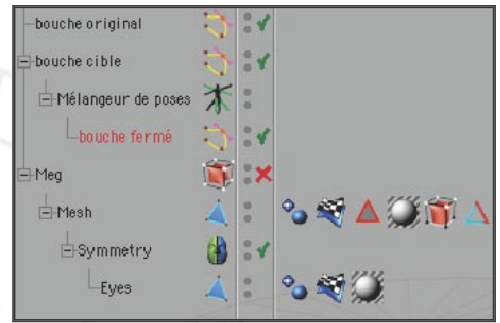 bouche original
bouche cible
Mélangeur de poses
bouche fermé
Meg
Mesh
Symmetry
Eyes